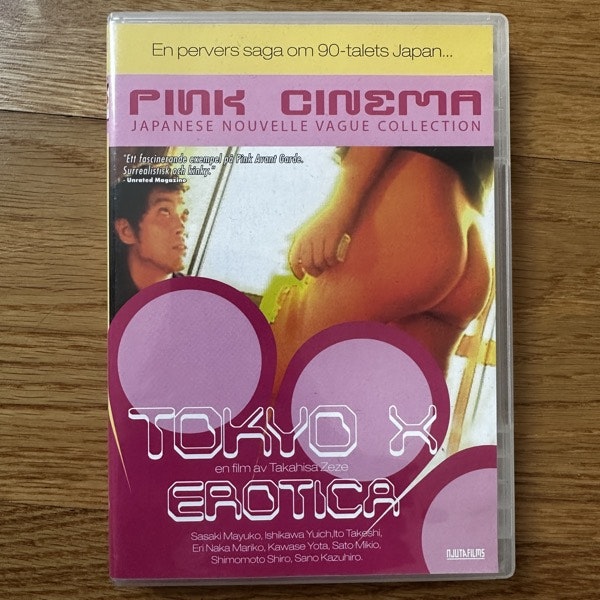 En pervers saga om 90-talets Japan...
PINK CINEMA
JAPANESE NOUVELLE VAGUE COLLECTION
"Ett fascinerande exempel på Pink Avant Garde.
Surrealistisk och kinky."
- Unrated Magazine
TOKYO X
en film av Takahisa Zeze
EROTICA
Sasaki Mayuko, Ishikawa Yuich,Ito Takeshi,
Eri Naka Mariko, Kawase Yota, Sato Mikio,
Shimomoto Shiro, Sano Kazuhiro.
NJUTAFILMS